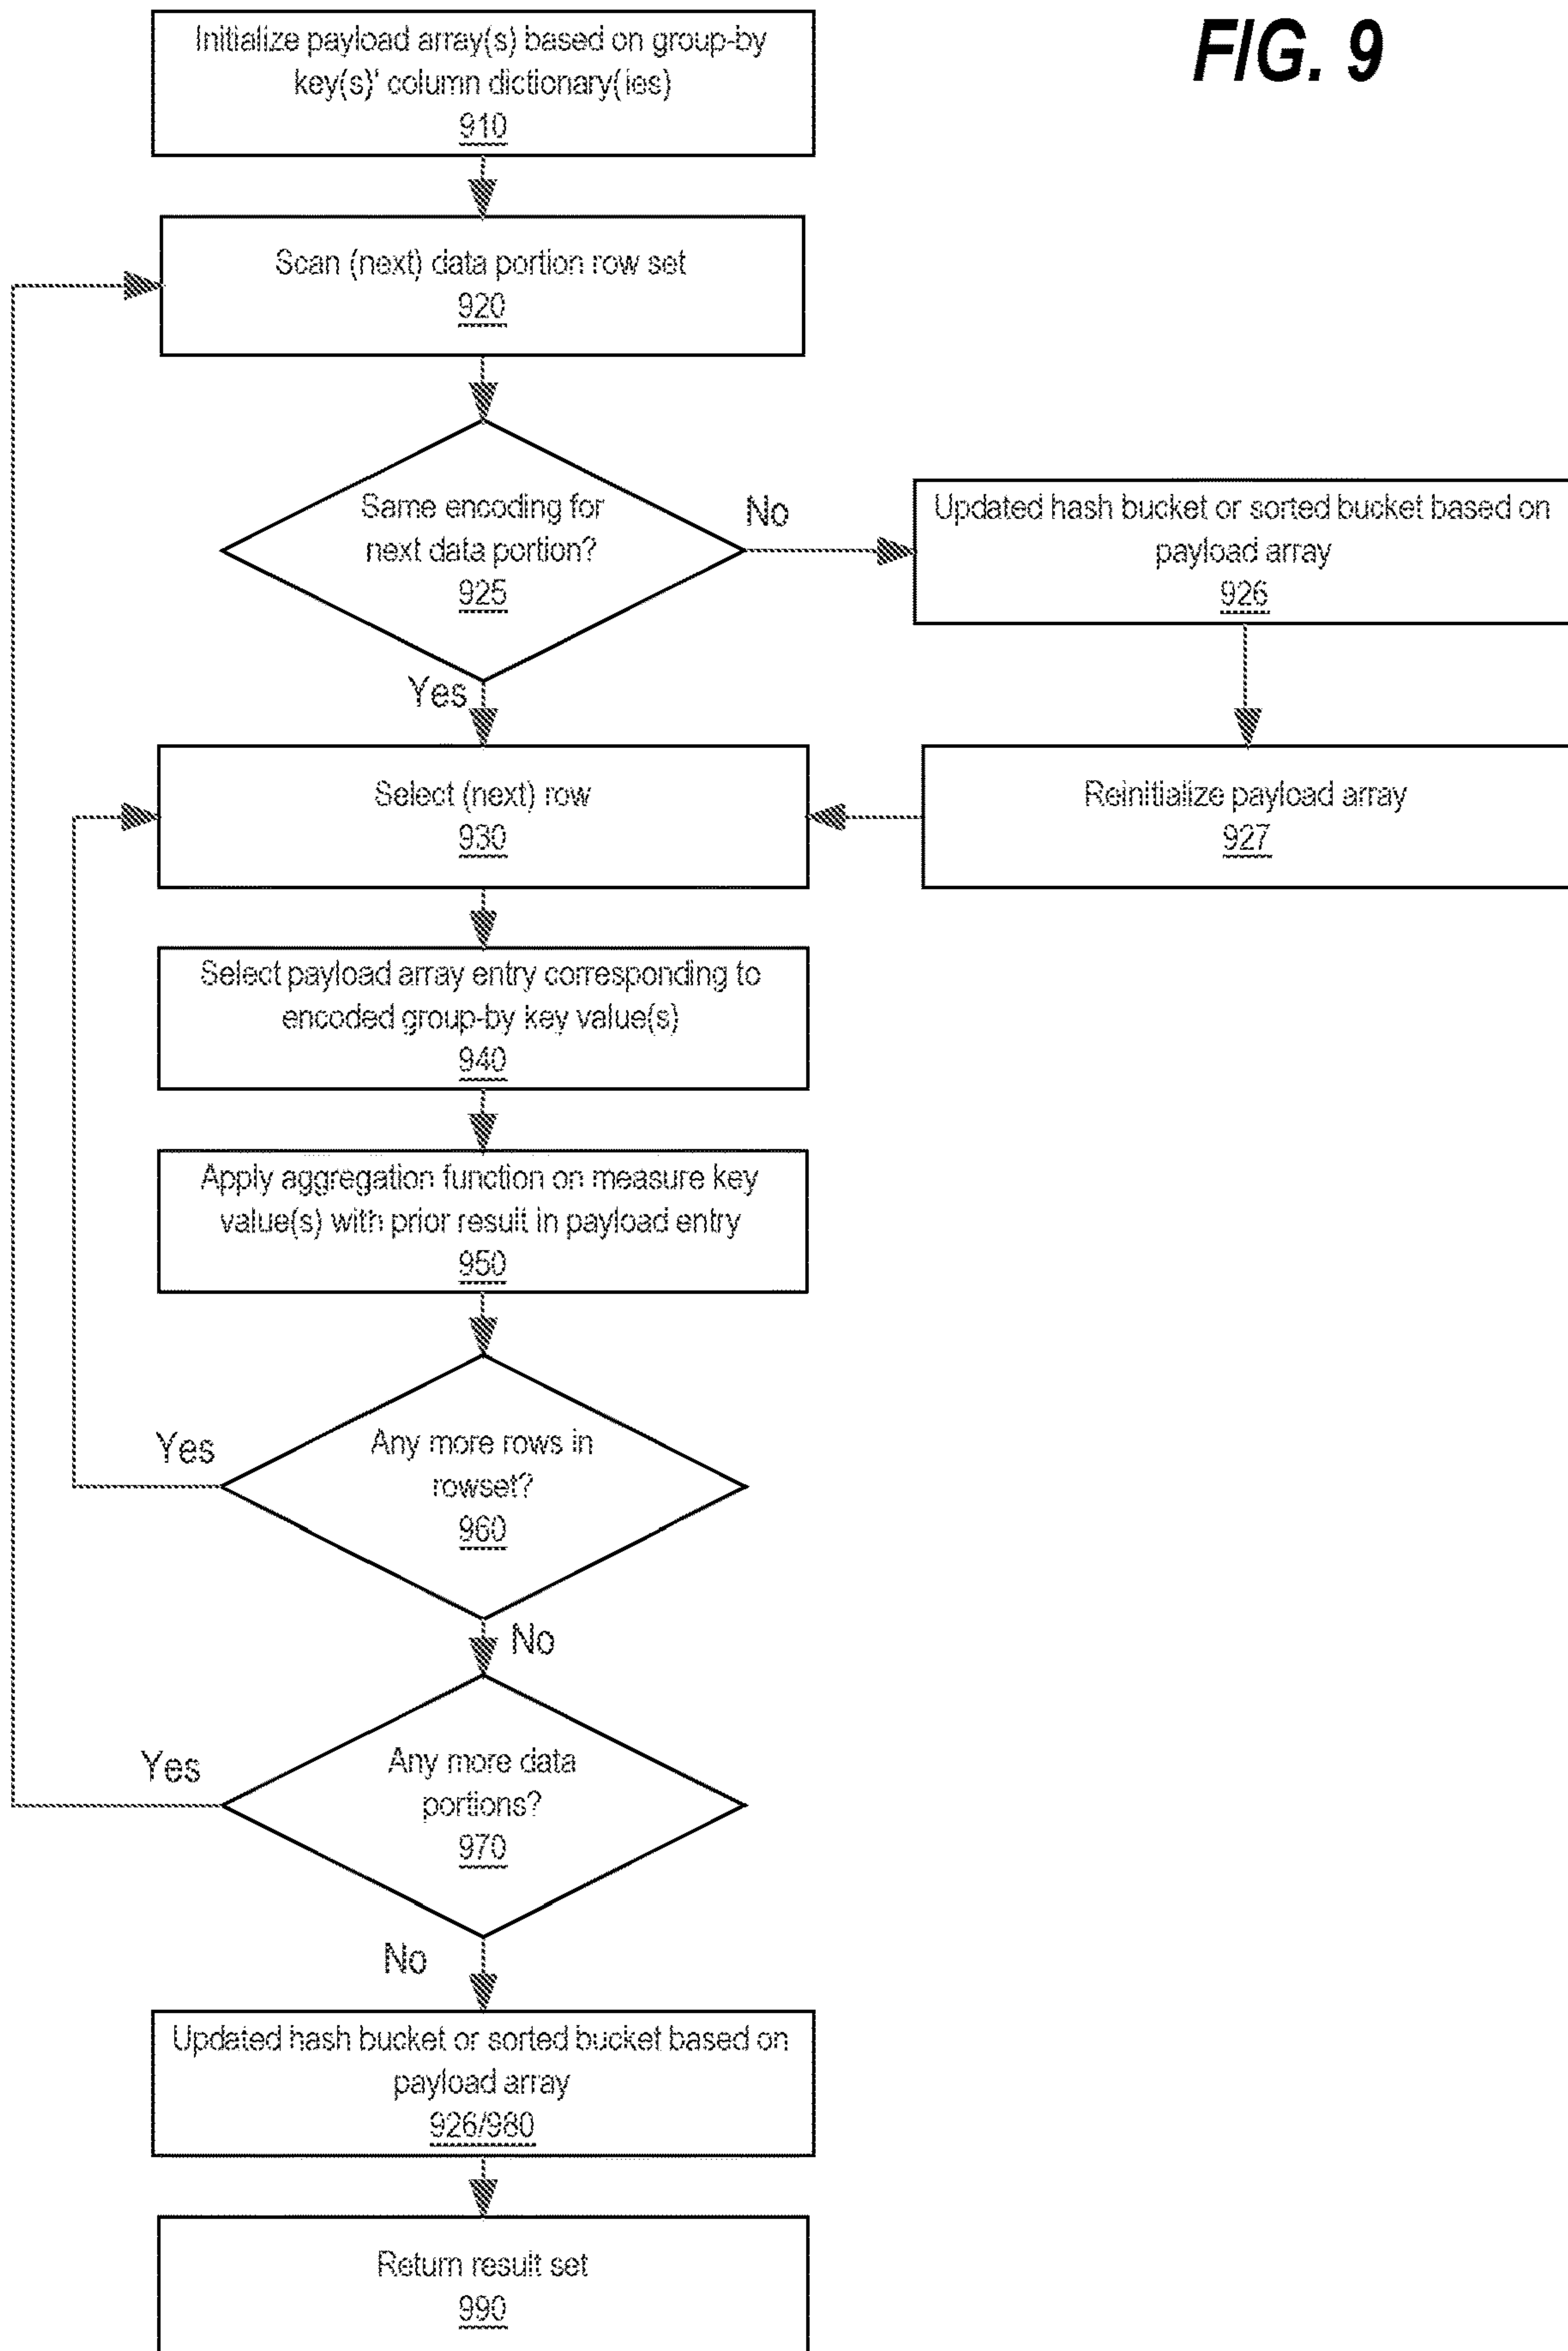 FIG. 9
Initialize payload array(s) based on group-by
key(s)' column dictionary(ies)
910
Scan (next) data portion row set
920
Same encoding for
next data portion?
925
No
Updated hash bucket or sorted bucket based on
payload array
926
Yes
Select (next) row
930
Reinitialize payload array
927
Select payload array entry corresponding to
encoded group-by key value(s)
940
Apply aggregation function on measure key
value(s) with prior result in payload entry
950
Any more rows in
rowset?
960
Yes
No
Any more data
portions?
970
Yes
No
Updated hash bucket or sorted bucket based on
payload array
926/980
Return result set
990